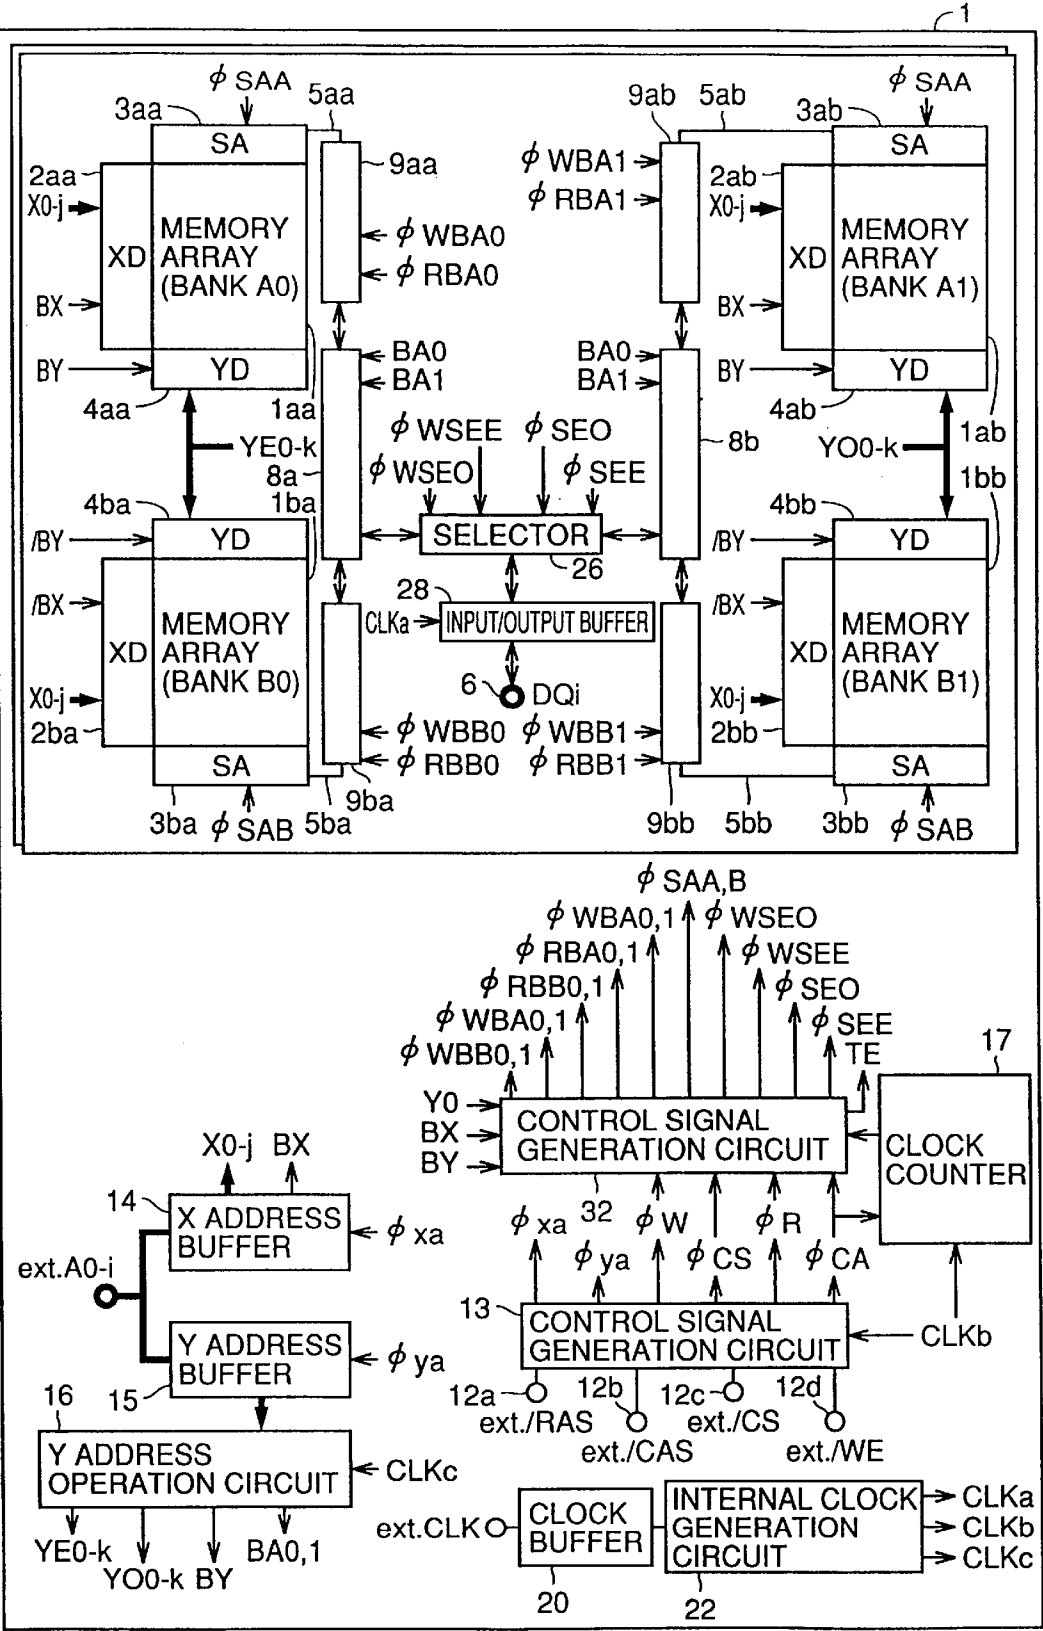 1
φ SAA
3aa
5aa
SA
9aa
2aa
X0-j
XD
MEMORY
ARRAY
(BANK A0)
φ WBA0
φ RBA0
BX
BY
YD
4aa
1aa
BA0
BA1
YE0-k
8a
φ SAA
9ab
5ab
3ab
SA
φ WBA1
φ RBA1
2ab
X0-j
XD
MEMORY
ARRAY
(BANK A1)
BX
BY
YD
4ab
1ab
BA0
BA1
8b
YO0-k
φ WSEE
φ SEO
φ WSEO
φ SEE
SELECTOR
26
28
CLKa
INPUT/OUTPUT BUFFER
6
DQi
1ba
4ba
/BY
YD
/BX
XD
MEMORY
ARRAY
(BANK B0)
X0-j
2ba
SA
3ba
φ SAB
5ba
9ba
φ WBB0
φ RBB0
1bb
4bb
/BY
YD
/BX
XD
MEMORY
ARRAY
(BANK B1)
X0-j
2bb
SA
φ WBB1
φ RBB1
9bb
5bb
3bb
φ SAB
φ SAA,B
φ WBA0,1
φ WSEO
φ RBA0,1
φ WSEE
φ RBB0,1
φ SEO
φ WBA0,1
φ SEE
φ WBB0,1
TE
17
Y0
BX
BY
CONTROL SIGNAL
GENERATION CIRCUIT
CLOCK
COUNTER
32
X0-j
BX
14
X ADDRESS
BUFFER
φ xa
ext.A0-i
Y ADDRESS
BUFFER
φ ya
15
16
Y ADDRESS
OPERATION CIRCUIT
CLKc
YE0-k
YO0-k
BY
BA0,1
φ xa
φ W
φ R
φ ya
φ CS
φ CA
13
CONTROL SIGNAL
GENERATION CIRCUIT
CLKb
12a
12b
12c
12d
ext./RAS
ext./CS
ext./CAS
ext./WE
ext.CLK
CLOCK
BUFFER
20
INTERNAL CLOCK
GENERATION
CIRCUIT
22
CLKa
CLKb
CLKc